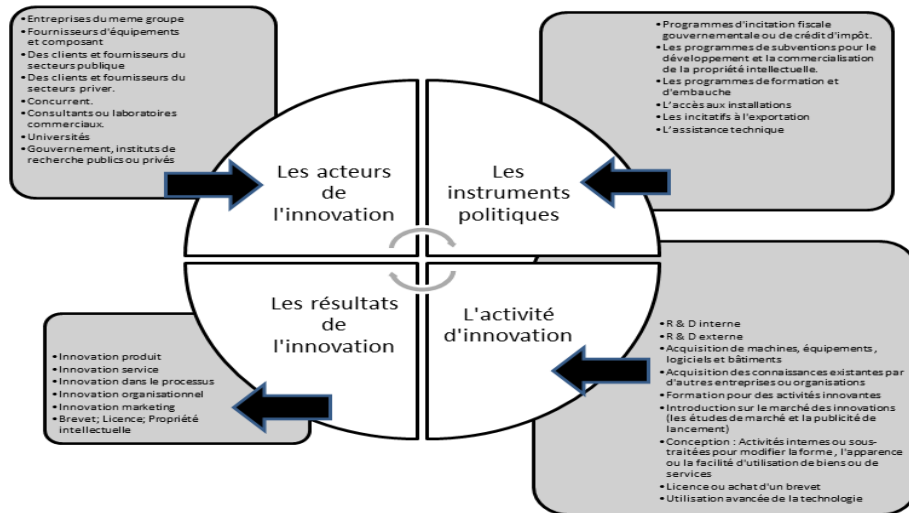 • Entreprises du meme groupe
• Fournisseurs d'équipements
et composant
• Des clients et fournisseurs du
secteurs publique
• Des clients et fournisseurs du
secteurs priver.
• Concurrent.
• Consultants ou laboratoires
commerciaux.
• Universités
• Gouvernement, instituts de
recherche publics ou privés
• Programmes d'incitation fiscale
gouvernementale ou de crédit d'impôt.
• Les programmes de subventions pour le
développement et la commercialisation
de la propriété intellectuelle.
• Les programmes de formation et
d'embauche
• L'accès aux installations
• Les incitatifs à l'exportation
• L'assistance technique
Les acteurs
de
l'innovation
Les
instruments
politiques
Les résultats
de
l'innovation
L'activité
d'innovation
• Innovation produit
• Innovation service
• Innovation dans le processus
• Innovation organisationnel
• Innovation marketing
• Brevet; Licence; Propriété
intellectuelle
• R & D interne
• R & D externe
• Acquisition de machines, équipements ,
logiciels et bâtiments
• Acquisition des connaissances existantes par
d'autres entreprises ou organisations
• Formation pour des activités innovantes
• Introduction sur le marché des innovations
(les études de marché et la publicité de
lancement)
• Conception : Activités internes ou sous-
traitées pour modifier la forme , l'apparence
ou la facilité d'utilisation de biens ou de
services
• Licence ou achat d'un brevet
• Utilisation avancée de la technologie